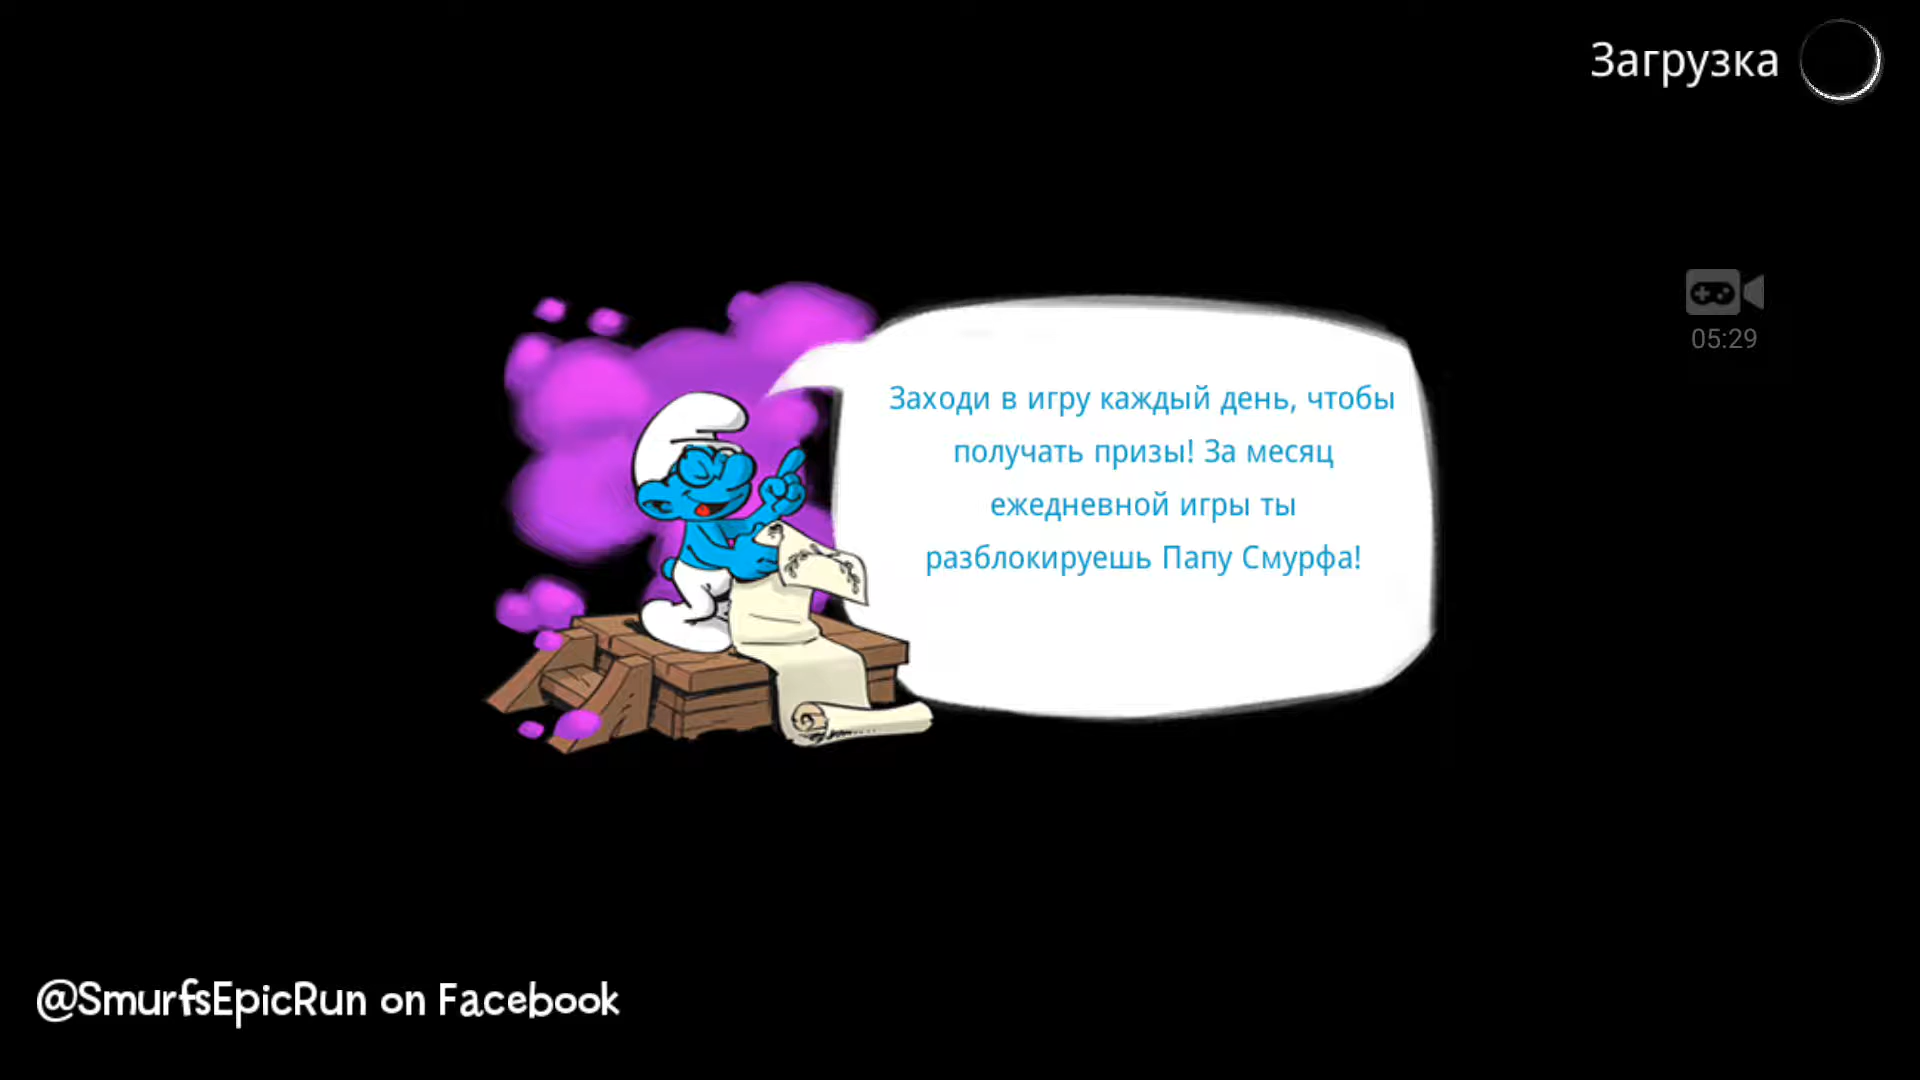 Загрузка
05:29
Заходи в игру каждый день, чтобы
получать призы! За месяц
ежедневной игры ты
разблокируешь Папу Смурфа!
@SmurfsEpicRun on Facebook